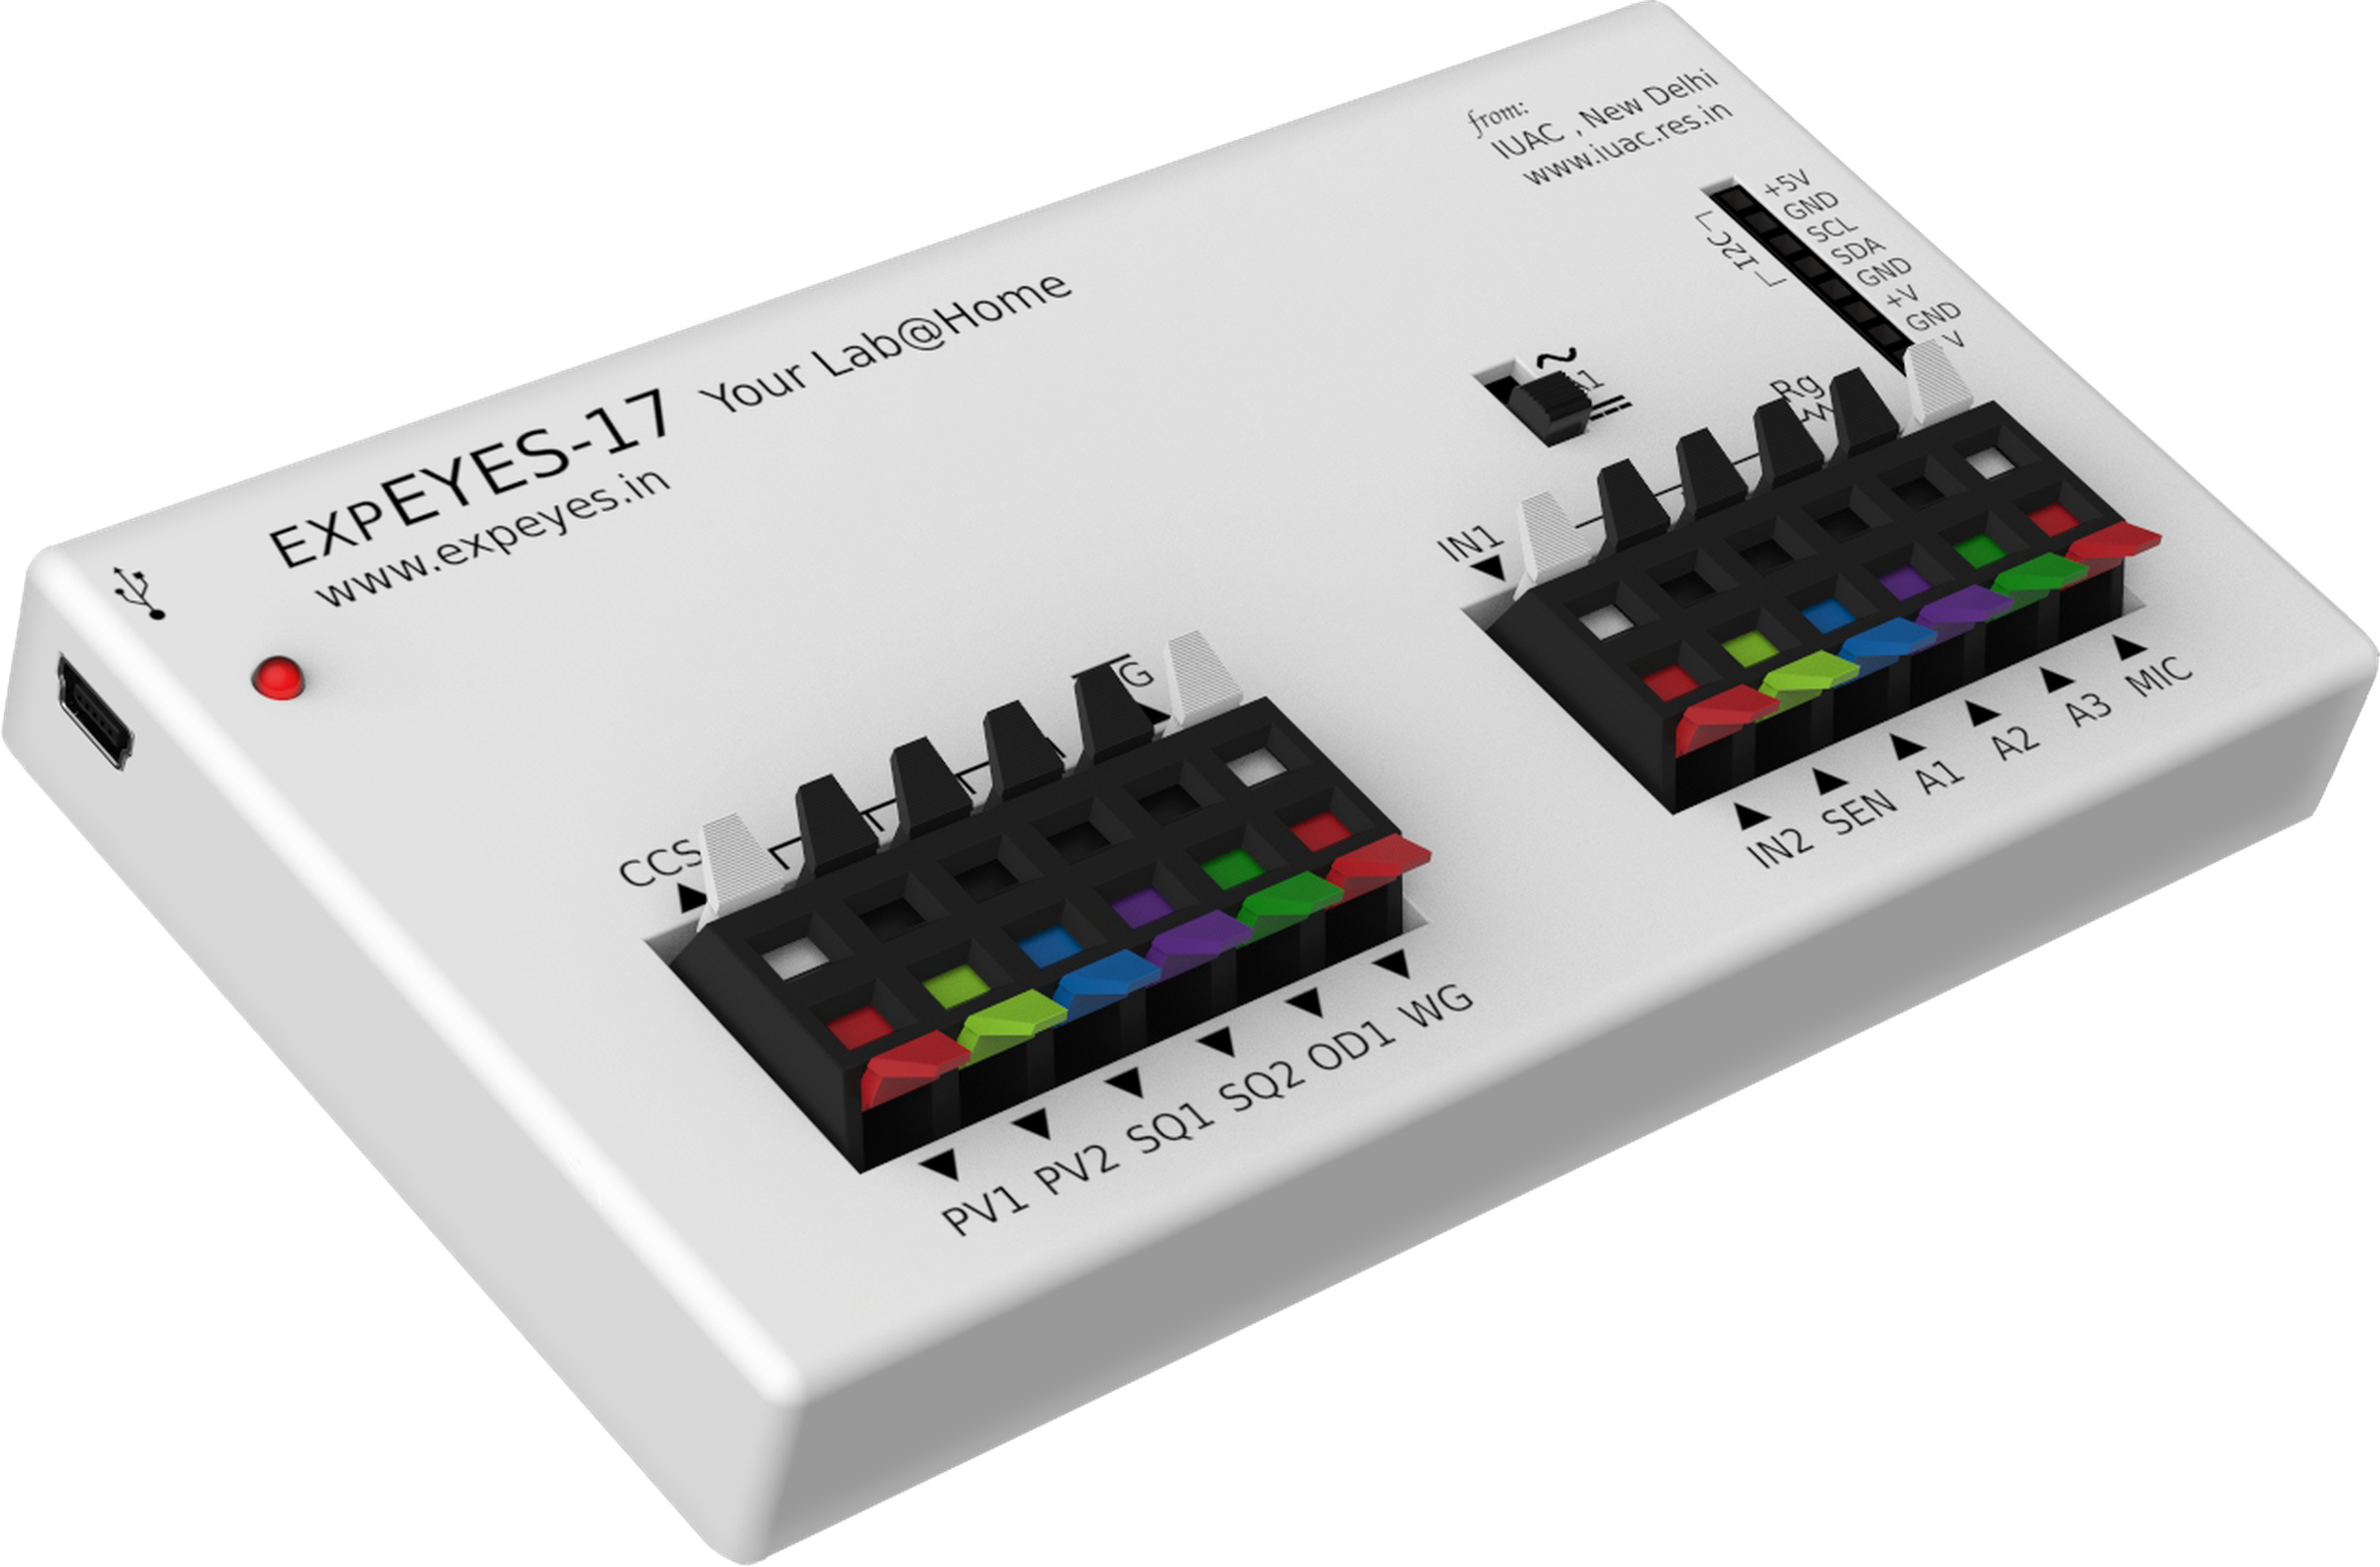 from:
IUAC , New Delhi
www.iuac.res.in
+5V
GND
SCL
SDA
GND
+V
GND
V
I2C
EXPEYES-17 Your Lab@Home
www.expeyes.in
A1
Rg
IN1
IN2 SEN A1 A2 A3 MIC
CCS
PV1 PV2 SQ1 SQ2 OD1 WG